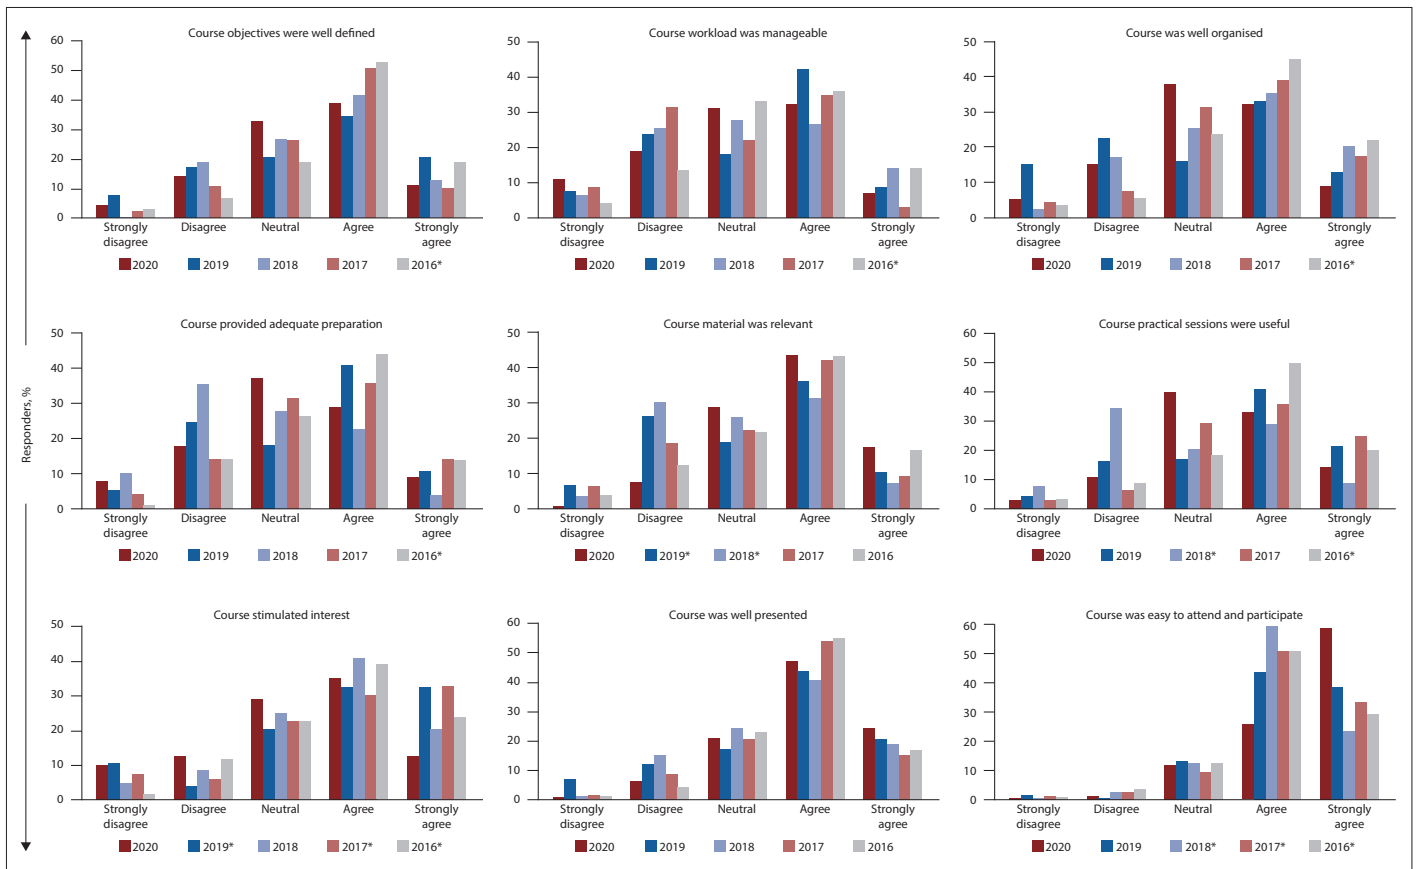 Responders, %
Course objectives were well defined
60
50
40
30
20
10
0
Strongly disagree
Disagree
Neutral
Agree
Strongly agree
2020 2019 2018 2017 2016*
Course workload was manageable
50
40
30
20
10
0
Strongly disagree
Disagree
Neutral
Agree
Strongly agree
2020 2019 2018 2017 2016*
Course was well organised
50
40
30
20
10
0
Strongly disagree
Disagree
Neutral
Agree
Strongly agree
2020 2019 2018 2017 2016*
Course provided adequate preparation
50
40
30
20
10
0
Strongly disagree
Disagree
Neutral
Agree
Strongly agree
2020 2019 2018 2017 2016*
Course material was relevant
50
40
30
20
10
0
Strongly disagree
Disagree
Neutral
Agree
Strongly agree
2020 2019* 2018* 2017 2016
Course practical sessions were useful
60
50
40
30
20
10
0
Strongly disagree
Disagree
Neutral
Agree
Strongly agree
2020 2019 2018* 2017 2016*
Course stimulated interest
50
40
30
20
10
0
Strongly disagree
Disagree
Neutral
Agree
Strongly agree
2020 2019* 2018 2017* 2016*
Course was well presented
60
50
40
30
20
10
0
Strongly disagree
Disagree
Neutral
Agree
Strongly agree
2020 2019 2018 2017 2016
Course was easy to attend and participate
60
50
40
30
20
10
0
Strongly disagree
Disagree
Neutral
Agree
Strongly agree
2020 2019 2018* 2017* 2016*